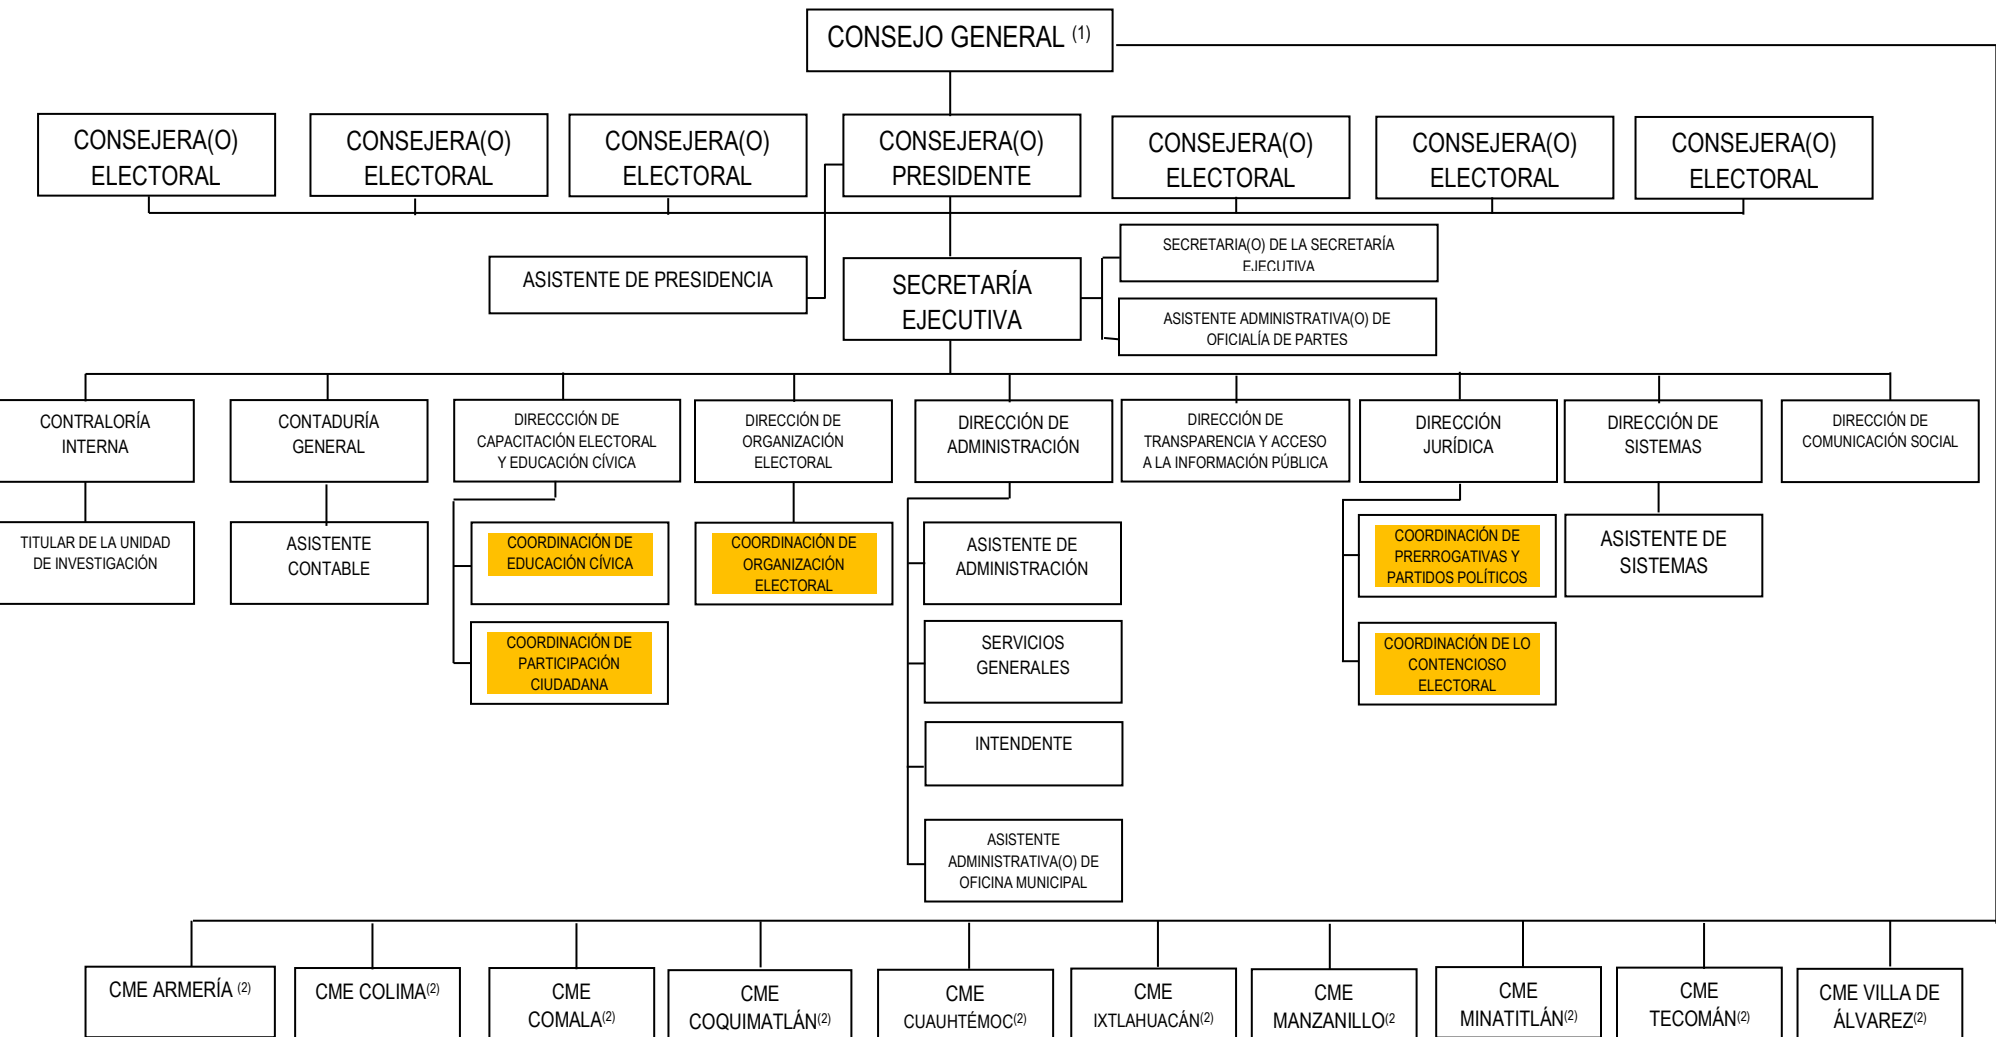 CONSEJO GENERAL (1)
CONSEJERA(O)
ELECTORAL
CONSEJERA(O)
ELECTORAL
CONSEJERA(O)
ELECTORAL
CONSEJERA(O)
PRESIDENTE
CONSEJERA(O)
ELECTORAL
CONSEJERA(O)
ELECTORAL
CONSEJERA(O)
ELECTORAL
ASISTENTE DE PRESIDENCIA
SECRETARÍA
EJECUTIVA
SECRETARIA(O) DE LA SECRETARÍA
EJECUTIVA
ASISTENTE ADMINISTRATIVA(O) DE
OFICIALÍA DE PARTES
CONTRALORÍA
INTERNA
CONTADURÍA
GENERAL
DIRECCCIÓN DE
CAPACITACIÓN ELECTORAL
Y EDUCACIÓN CÍVICA
DIRECCIÓN DE
ORGANIZACIÓN
ELECTORAL
DIRECCIÓN DE
ADMINISTRACIÓN
DIRECCIÓN DE
TRANSPARENCIA Y ACCESO
A LA INFORMACIÓN PÚBLICA
DIRECCIÓN
JURÍDICA
DIRECCIÓN DE
SISTEMAS
DIRECCIÓN DE
COMUNICACIÓN SOCIAL
TITULAR DE LA UNIDAD
DE INVESTIGACIÓN
ASISTENTE
CONTABLE
COORDINACIÓN DE
EDUCACIÓN CÍVICA
COORDINACIÓN DE
ORGANIZACIÓN
ELECTORAL
ASISTENTE DE
ADMINISTRACIÓN
COORDINACIÓN DE
PRERROGATIVAS Y
PARTIDOS POLÍTICOS
ASISTENTE DE
SISTEMAS
COORDINACIÓN DE
PARTICIPACIÓN
CIUDADANA
SERVICIOS
GENERALES
COORDINACIÓN DE LO
CONTENCIOSO
ELECTORAL
INTENDENTE
ASISTENTE
ADMINISTRATIVA(O) DE
OFICINA MUNICIPAL
CME ARMERÍA (2)
CME COLIMA(2)
CME
COMALA(2)
CME
COQUIMATLÁN(2)
CME
CUAUHTÉMOC(2)
CME
IXTLAHUACÁN(2)
CME
MANZANILLO(2
CME
MINATITLÁN(2)
CME
TECOMÁN(2)
CME VILLA DE
ÁLVAREZ(2)